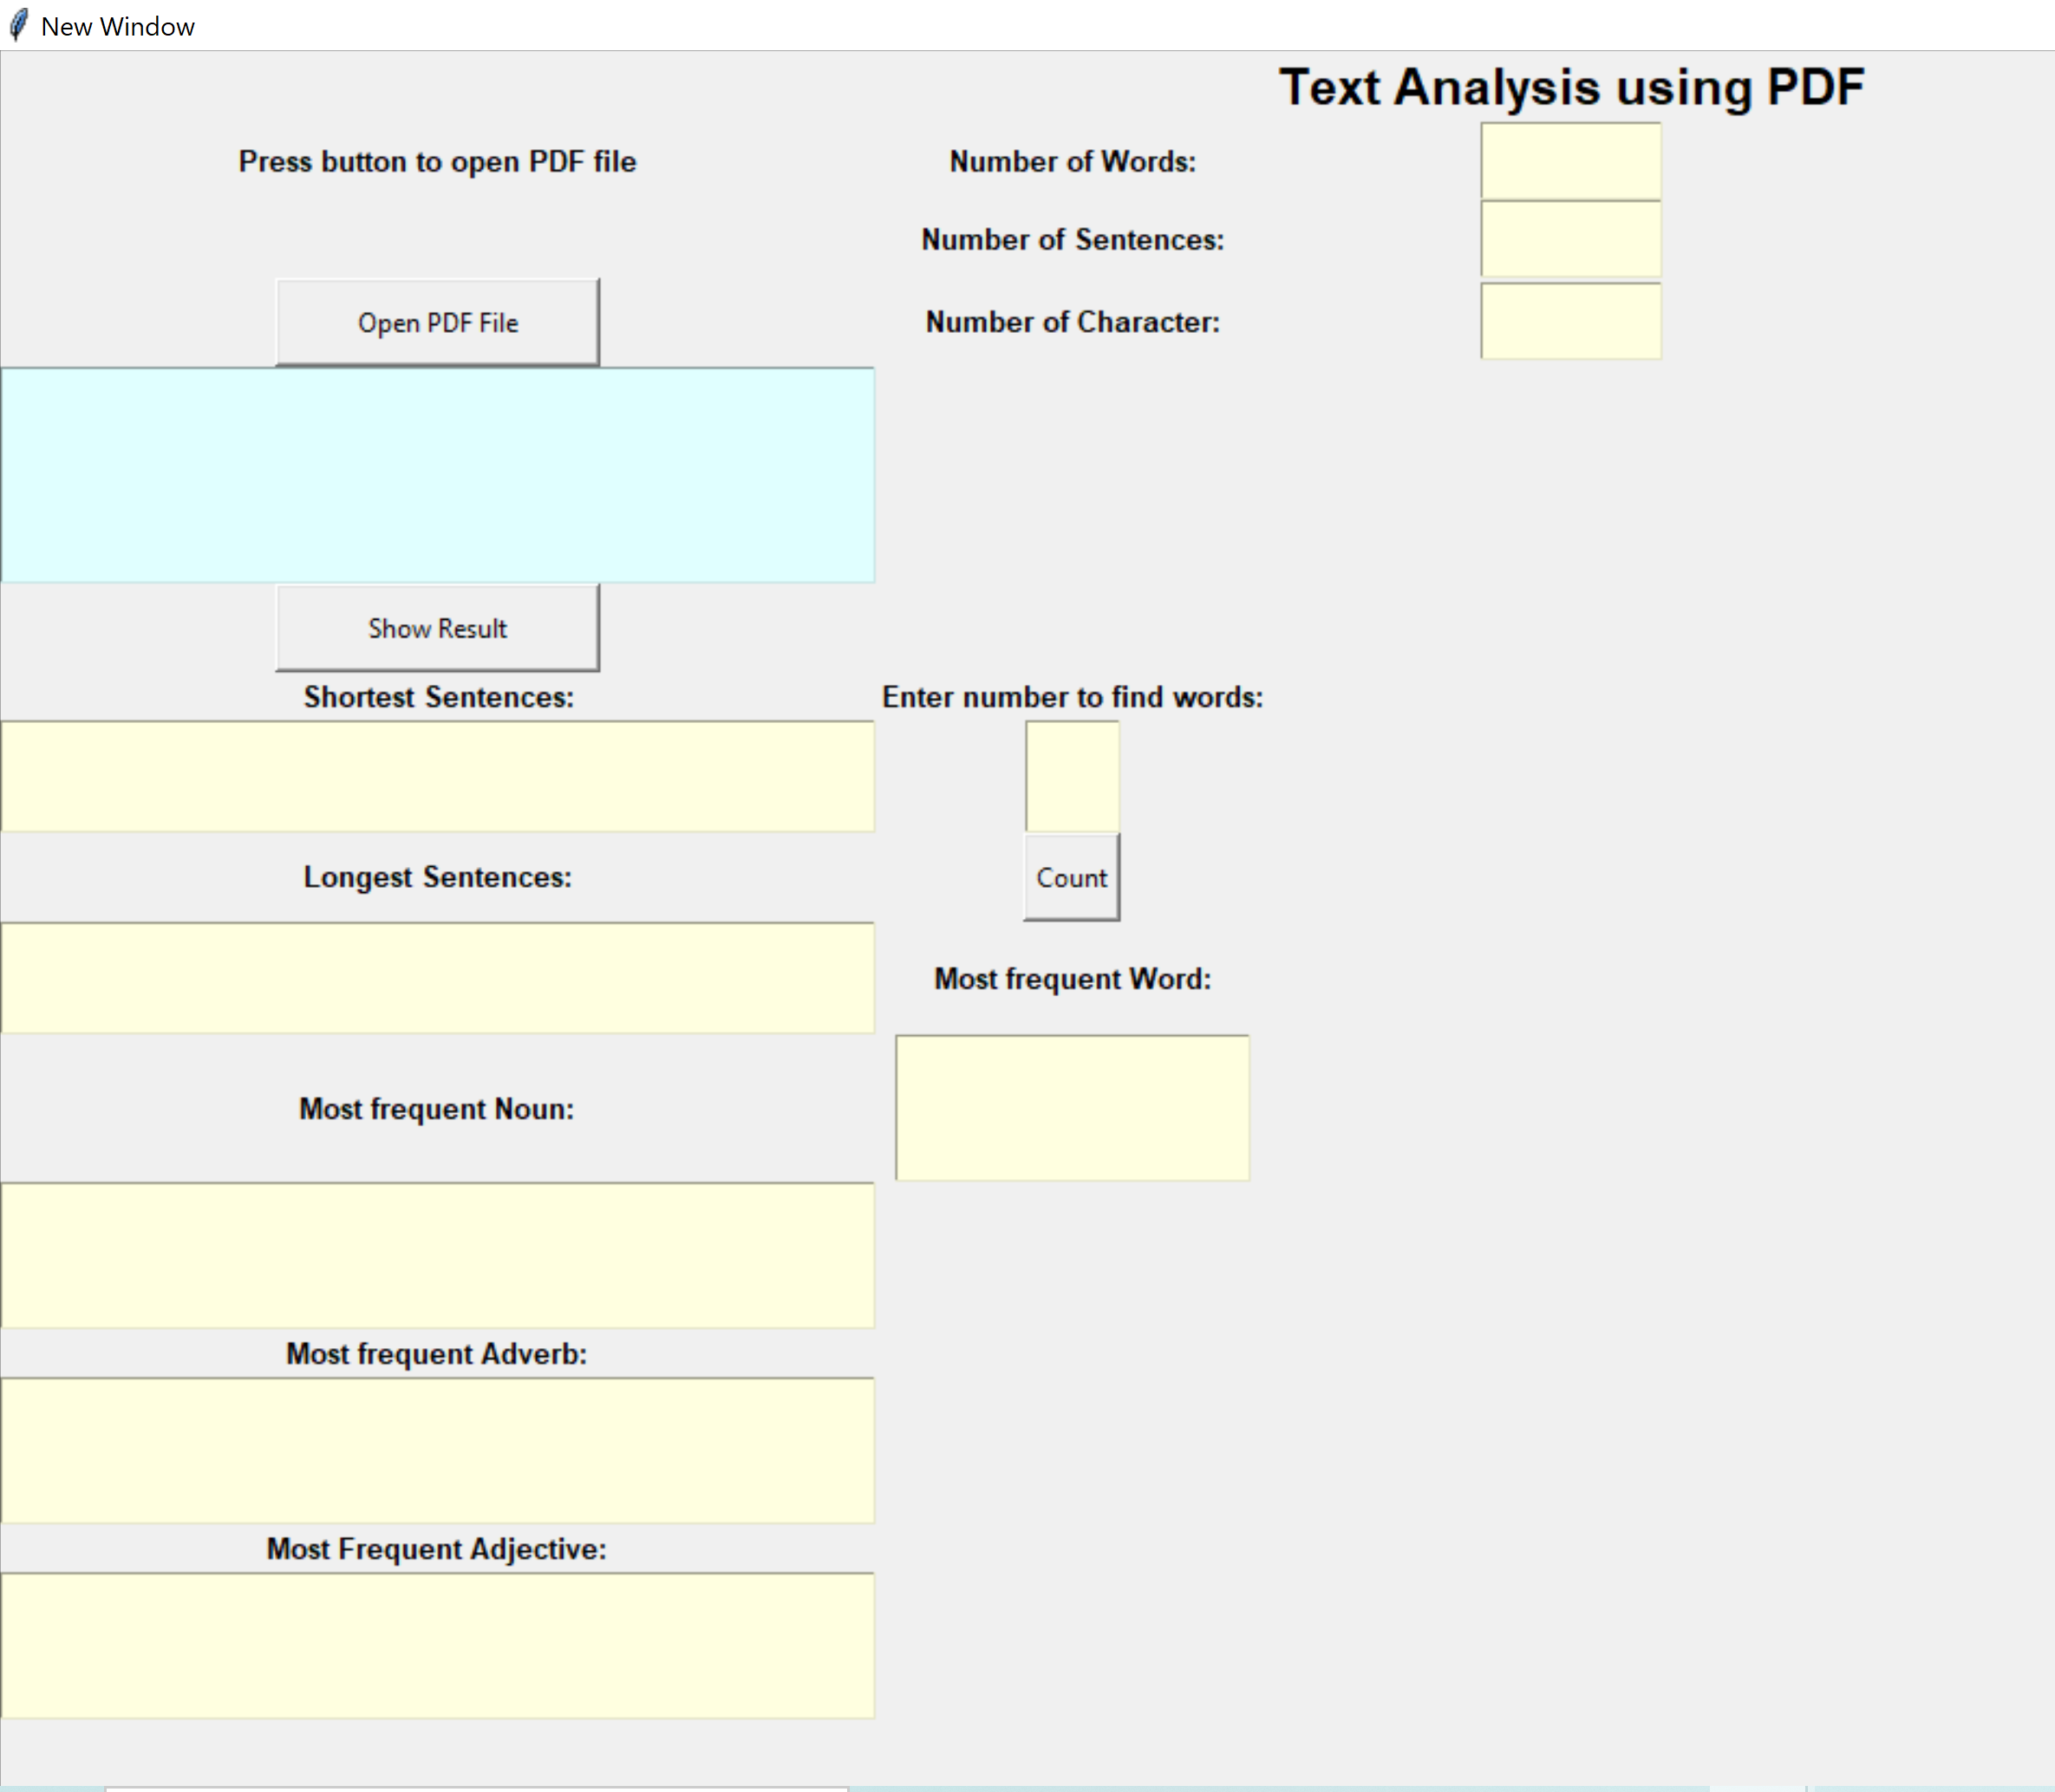 New Window
Text Analysis using PDF
Press button to open PDF file
Number of Words:
Number of Sentences:
Open PDF File
Number of Character:
Show Result
Shortest Sentences:
Enter number to find words:
Longest Sentences:
Count
Most frequent Word:
Most frequent Noun:
Most frequent Adverb:
Most Frequent Adjective: